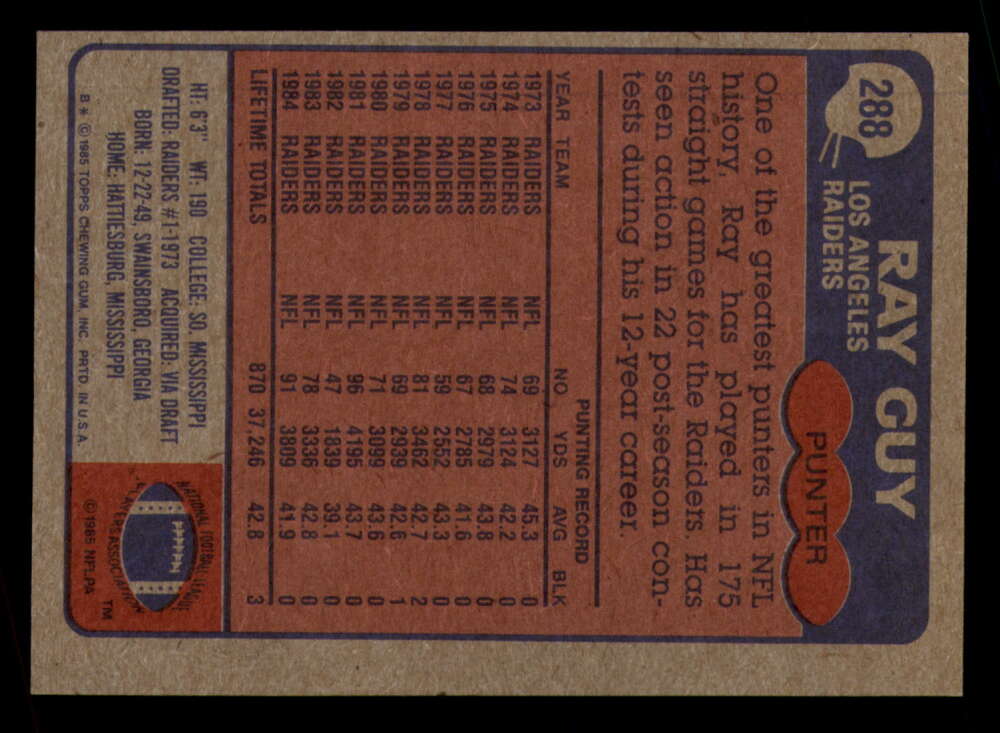 288
RAY GUY
LOS ANGELES
RAIDERS
PUNTER
One of the greatest punters in NFL
history, Ray has played in 175
straight games for the Raiders. Has
seen action in 22 post-season con-
tests during his 12-year career.
PUNTING RECORD
YEAR TEAM NO YDS AVG BLK
1973 RAIDERS NFL 69 3127 45.3 0
1974 RAIDERS NFL 74 3124 42.2 0
1975 RAIDERS NFL 68 2979 43.8 0
1976 RAIDERS NFL 67 2785 41.6 0
1977 RAIDERS NFL 59 2552 43.3 0
1978 RAIDERS NFL 81 3462 42.7 2
1979 RAIDERS NFL 69 2939 42.6 1
1980 RAIDERS NFL 71 3099 43.6 0
1981 RAIDERS NFL 96 4195 43.7 0
1982 RAIDERS NFL 47 1839 39.1 0
1983 RAIDERS NFL 78 3336 42.8 0
1984 RAIDERS NFL 91 3809 41.9 0
LIFETIME TOTALS 870 37,246 42.8 3
HT: 6'3" WT: 190 COLLEGE: SO. MISSISSIPPI
DRAFTED: RAIDERS #1-1973 ACQUIRED: VIA DRAFT
BORN: 12-22-49, SWAINSBORO, GEORGIA
HOME: HATTIESBURG, MISSISSIPPI
B* © 1985 TOPPS CHEWING GUM, INC. PRTD. IN U.S.A.
NATIONAL FOOTBALL LEAGUE
PLAYERS ASSOCIATION
TM
©1985 NFLPA